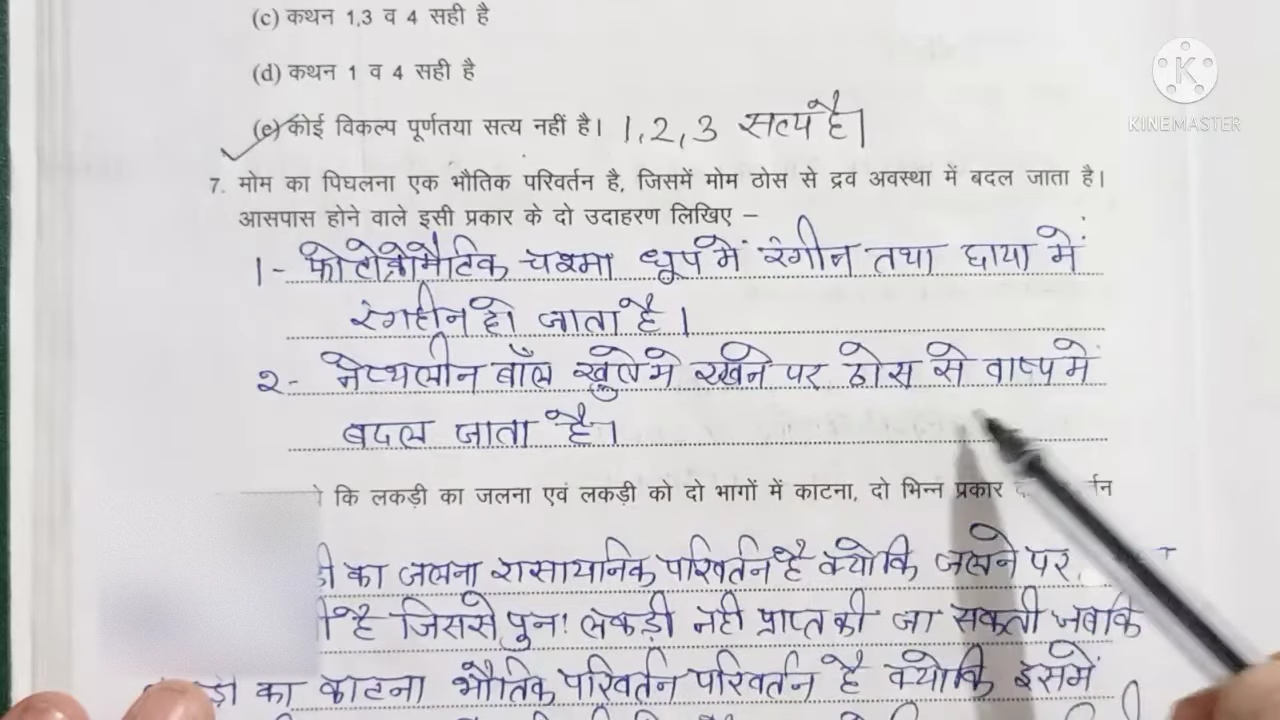 (c) कथन 1,3 व 4 सही है
(d) कथन 1 व 4 सही है
(e) कोई विकल्प पूर्णतया सत्य नहीं है। 1,2,3 सत्य है।
KINEMASTER
7. मोम का पिघलना एक भौतिक परिवर्तन है, जिसमें मोम ठोस से द्रव अवस्था में बदल जाता है।
आसपास होने वाले इसी प्रकार के दो उदाहरण लिखिए –
1- फोटोक्रोमैटिक चश्मा धूप में रंगीन तथा छाया में
रंगहीन हो जाता है।
२- नेप्थलीन बॉल खुले मे रखने पर ठोस से वाष्प में
बदल जाता है।
कि लकड़ी का जलना एवं लकड़ी को दो भागों में काटना, दो भिन्न प्रकार
का जलना रासायनिक परिवर्तन है क्योकि जलने पर
है जिससे पुन: लकड़ी नही प्राप्त की जा सकती जबकि
का काटना भौतिक परिवर्तन परिवर्तन है क्योकि इसमें